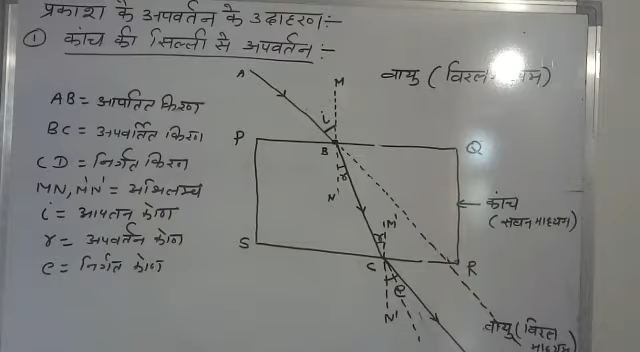 प्रकाश के अपवर्तन के उदाहरण:-
① कांच की सिल्ली से अपवर्तन:-
वायु (विरल
AB = आपतित किरण
BC = अपवर्तित किरण
CD = निर्गत किरण
MN, M'N' = अभिलम्ब
i = आपतन कोण
r = अपवर्तन कोण
e = निर्गत कोण
A
M
i
P
B
Q
r
N
कांच
(सघन माध्यम)
M'
r
S
C
R
e
N'
वायु (विरल
माध्यम